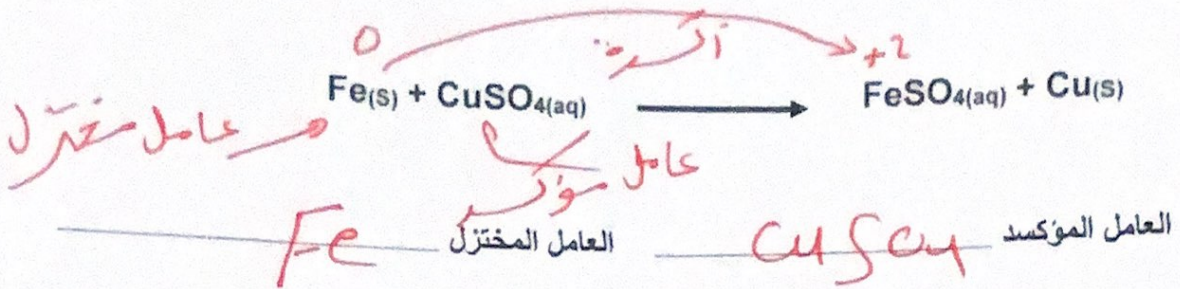 0 أكسدة +2
Fe(s) + CuSO4(aq) ⟶ FeSO4(aq) + Cu(s)
عامل مختزل
عامل مؤكسد
العامل المؤكسد CuSO4 العامل المختزل Fe